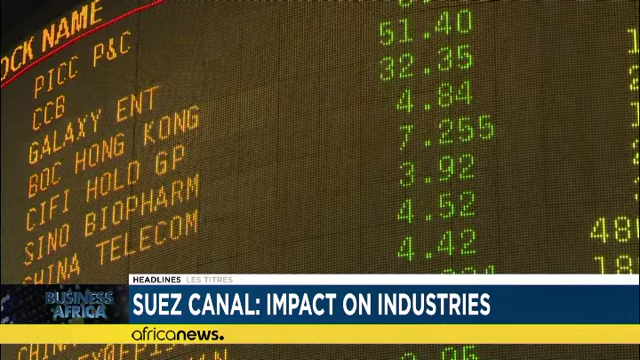 OCK NAME
PICC P&C
CCB
GALAXY ENT
BOC HONG KONG
CIFI HOLD GP
SINO BIOPHARM
CHINA TELECOM
51.40
32.35
4.84
7.255
3.92
4.52
4.42
HEADLINES LES TITRES
BUSINESS AFRICA
SUEZ CANAL: IMPACT ON INDUSTRIES
africanews.